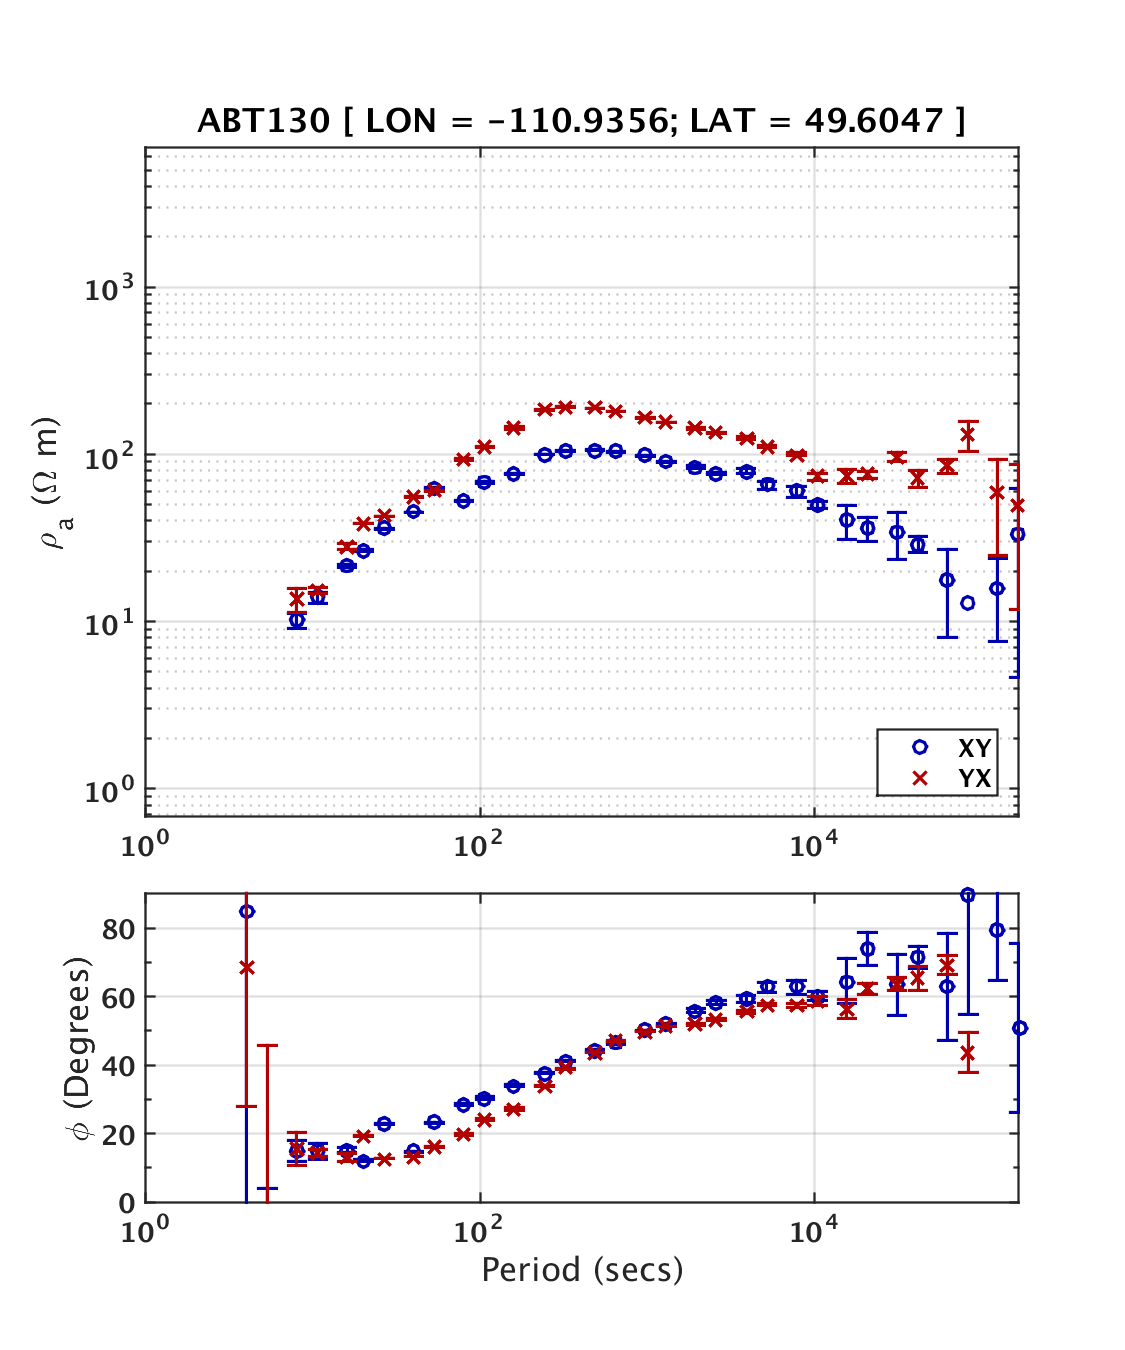 ABT130 [ LON = -110.9356; LAT = 49.6047 ]
10^3
10^2
10^1
10^0
ρ_a (Ω m)
XY
YX
10^0 10^2 10^4
80
60
40
20
0
ϕ (Degrees)
10^0 10^2 10^4
Period (secs)